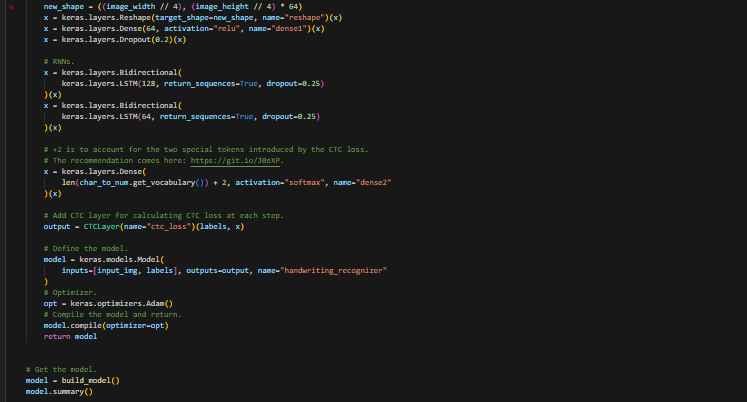 new_shape = ((image_width // 4), (image_height // 4) * 64)
x = keras.layers.Reshape(target_shape=new_shape, name="reshape")(x)
x = keras.layers.Dense(64, activation="relu", name="dense1")(x)
x = keras.layers.Dropout(0.2)(x)
# RNNs.
x = keras.layers.Bidirectional(
keras.layers.LSTM(128, return_sequences=True, dropout=0.25)
)(x)
x = keras.layers.Bidirectional(
keras.layers.LSTM(64, return_sequences=True, dropout=0.25)
)(x)
# +2 is to account for the two special tokens introduced by the CTC loss.
# The recommendation comes here: https://git.io/J0eXP.
x = keras.layers.Dense(
len(char_to_num.get_vocabulary()) + 2, activation="softmax", name="dense2"
)(x)
# Add CTC layer for calculating CTC loss at each step.
output = CTCLayer(name="ctc_loss")(labels, x)
# Define the model.
model = keras.models.Model(
inputs=[input_img, labels], outputs=output, name="handwriting_recognizer"
)
# Optimizer.
opt = keras.optimizers.Adam()
# Compile the model and return.
model.compile(optimizer=opt)
return model
# Get the model.
model = build_model()
model.summary()